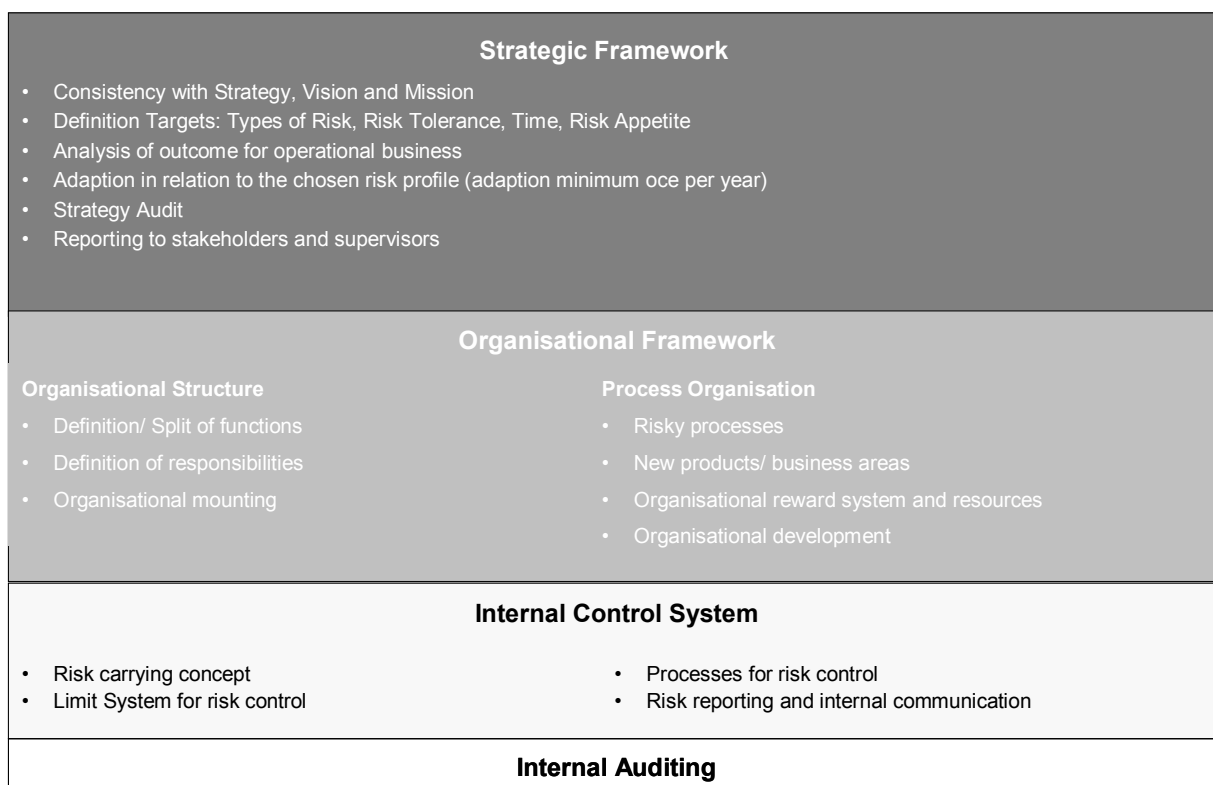 Strategic Framework
• Consistency with Strategy, Vision and Mission
• Definition Targets: Types of Risk, Risk Tolerance, Time, Risk Appetite
• Analysis of outcome for operational business
• Adaption in relation to the chosen risk profile (adaption minimum oce per year)
• Strategy Audit
• Reporting to stakeholders and supervisors
Organisational Framework
Organisational Structure
• Definition/ Split of functions
• Definition of responsibilities
• Organisational mounting
Process Organisation
• Risky processes
• New products/ business areas
• Organisational reward system and resources
• Organisational development
Internal Control System
• Risk carrying concept
• Limit System for risk control
• Processes for risk control
• Risk reporting and internal communication
Internal Auditing